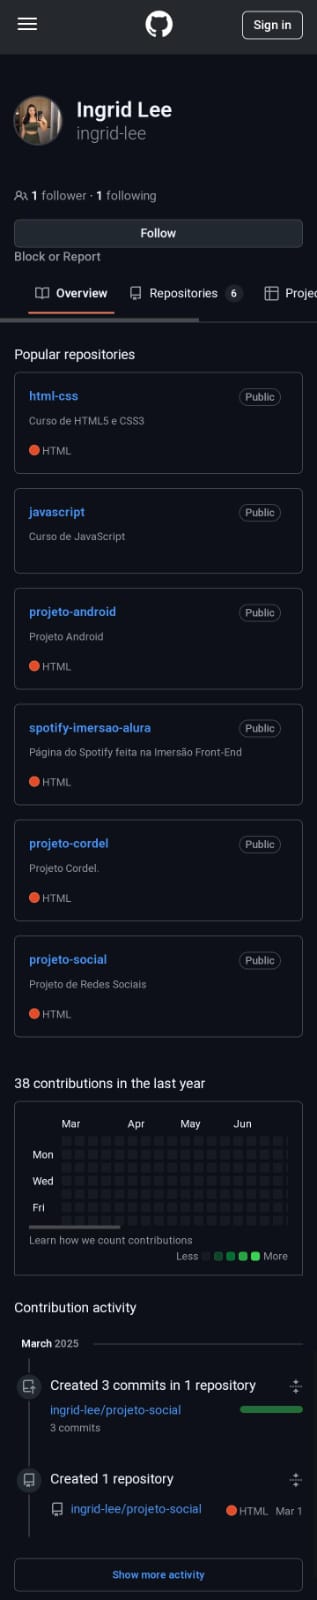 Sign in
Ingrid Lee
ingrid-lee
1 follower · 1 following
Follow
Block or Report
Overview Repositories 6 Projec
Popular repositories
html-css Public
Curso de HTML5 e CSS3
HTML
javascript Public
Curso de JavaScript
projeto-android Public
Projeto Android
HTML
spotify-imersao-alura Public
Página do Spotify feita na Imersão Front-End
HTML
projeto-cordel Public
Projeto Cordel.
HTML
projeto-social Public
Projeto de Redes Sociais
HTML
38 contributions in the last year
Mar Apr May Jun
Mon
Wed
Fri
Learn how we count contributions
Less More
Contribution activity
March 2025
Created 3 commits in 1 repository
ingrid-lee/projeto-social
3 commits
Created 1 repository
ingrid-lee/projeto-social HTML Mar 1
Show more activity